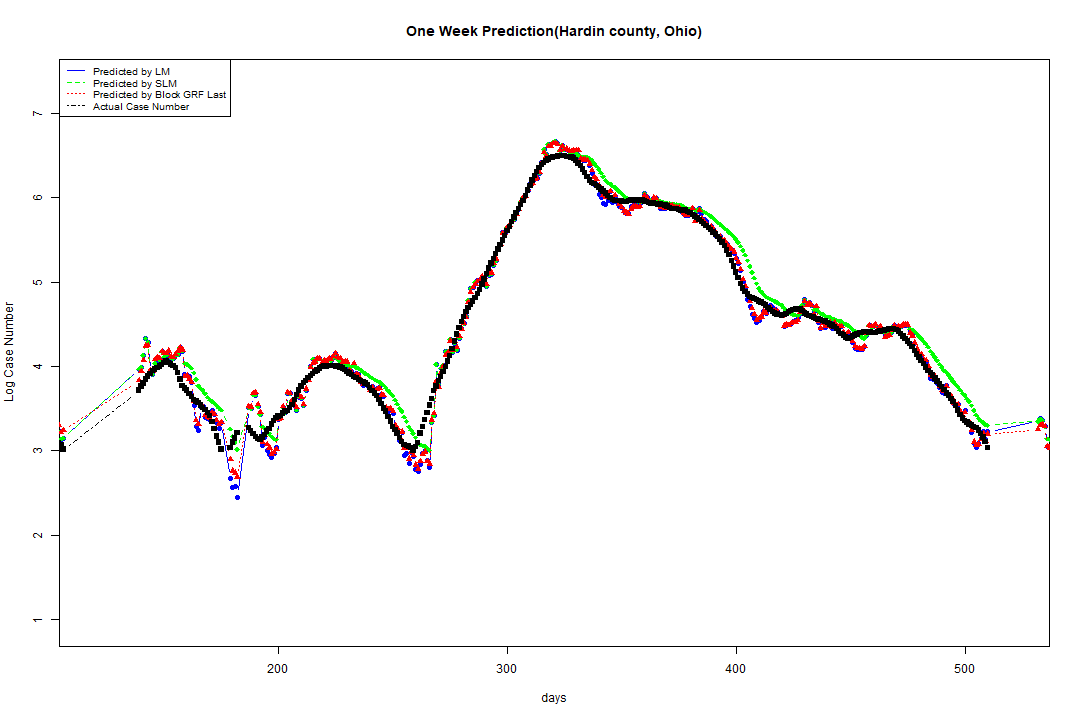 One Week Prediction(Hardin county, Ohio)
Predicted by LM
Predicted by SLM
Predicted by Block GRF Last
Actual Case Number
7
6
5
4
3
2
1
Log Case Number
200 300 400 500
days